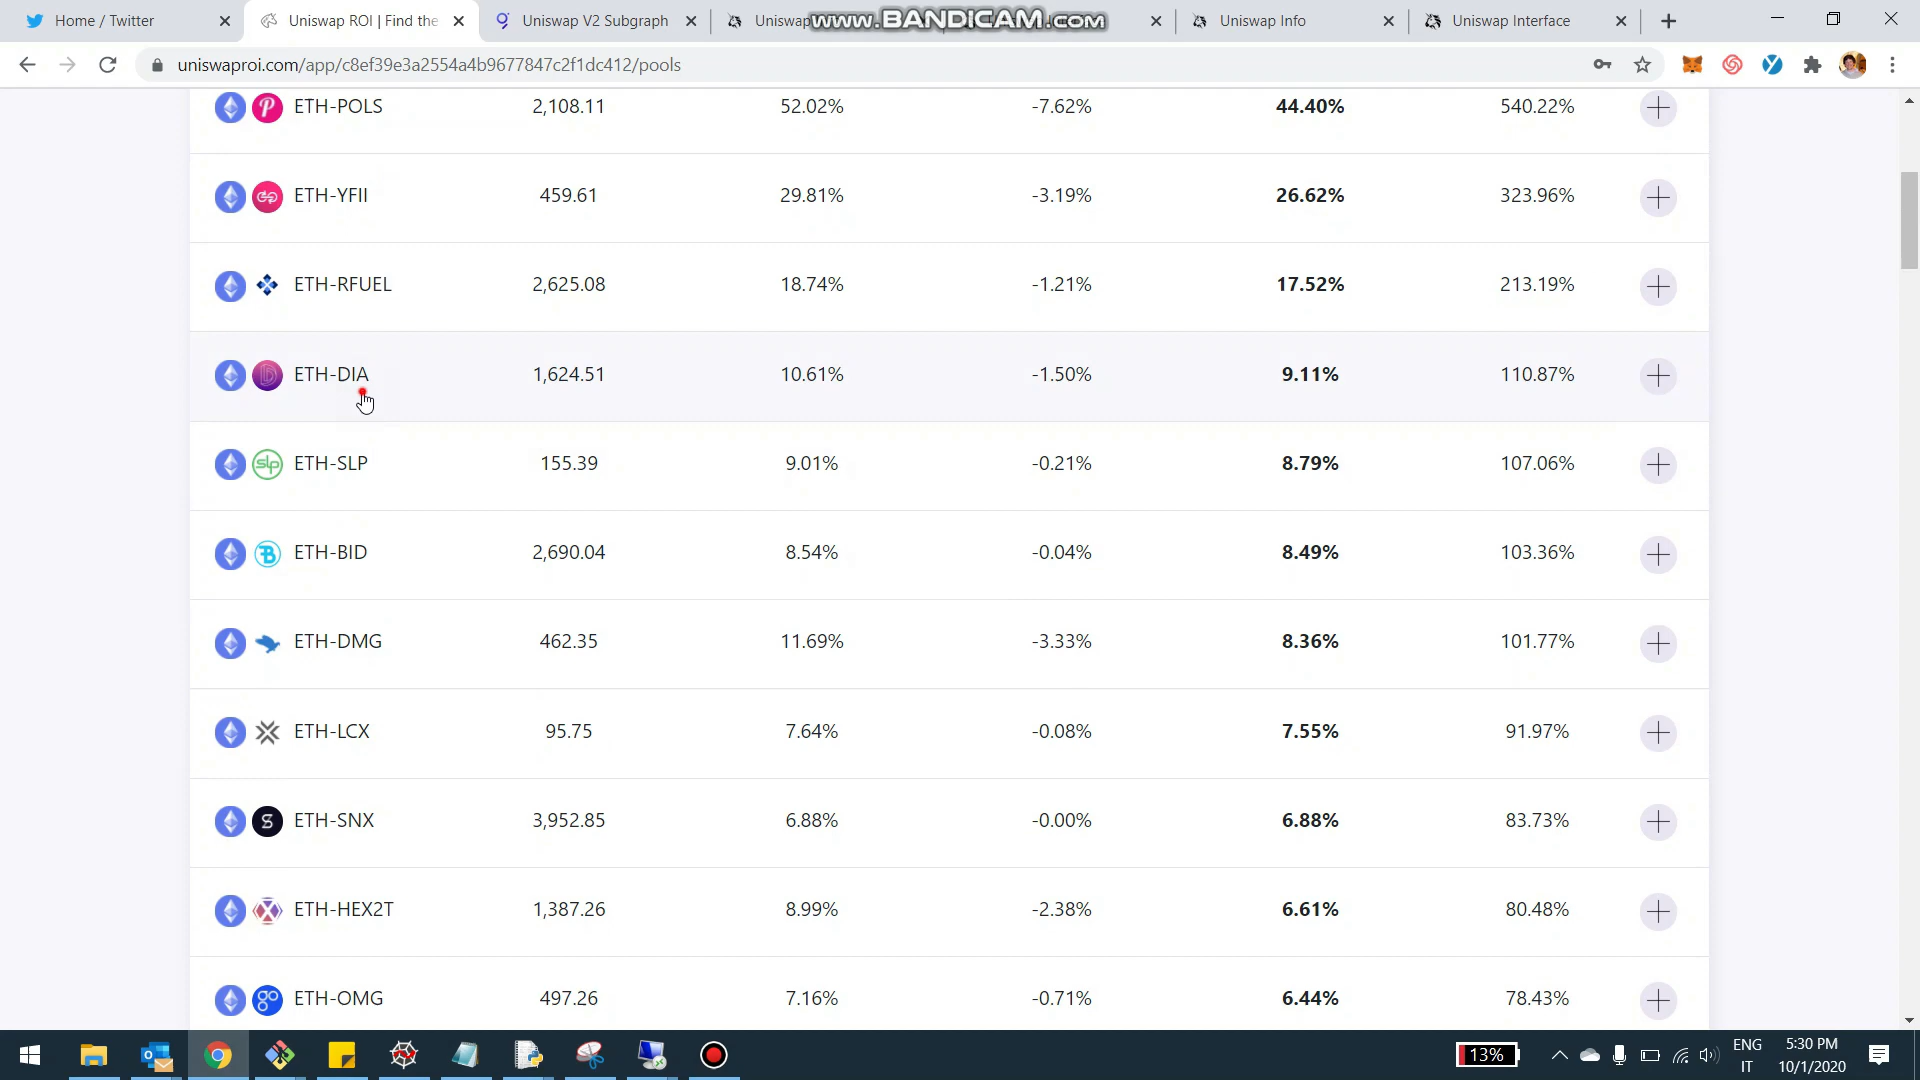 Home / Twitter
Uniswap ROI | Find the
Uniswap V2 Subgraph
Uniswap
www.BANDICAM.com
Uniswap Info
Uniswap Interface
uniswaproi.com/app/c8ef39e3a2554a4b9677847c2f1dc412/pools
ETH-POLS 2,108.11 52.02% -7.62% 44.40% 540.22%
ETH-YFII 459.61 29.81% -3.19% 26.62% 323.96%
ETH-RFUEL 2,625.08 18.74% -1.21% 17.52% 213.19%
ETH-DIA 1,624.51 10.61% -1.50% 9.11% 110.87%
slp ETH-SLP 155.39 9.01% -0.21% 8.79% 107.06%
ETH-BID 2,690.04 8.54% -0.04% 8.49% 103.36%
ETH-DMG 462.35 11.69% -3.33% 8.36% 101.77%
ETH-LCX 95.75 7.64% -0.08% 7.55% 91.97%
ETH-SNX 3,952.85 6.88% -0.00% 6.88% 83.73%
ETH-HEX2T 1,387.26 8.99% -2.38% 6.61% 80.48%
ETH-OMG 497.26 7.16% -0.71% 6.44% 78.43%
13%
ENG
IT
5:30 PM
10/1/2020